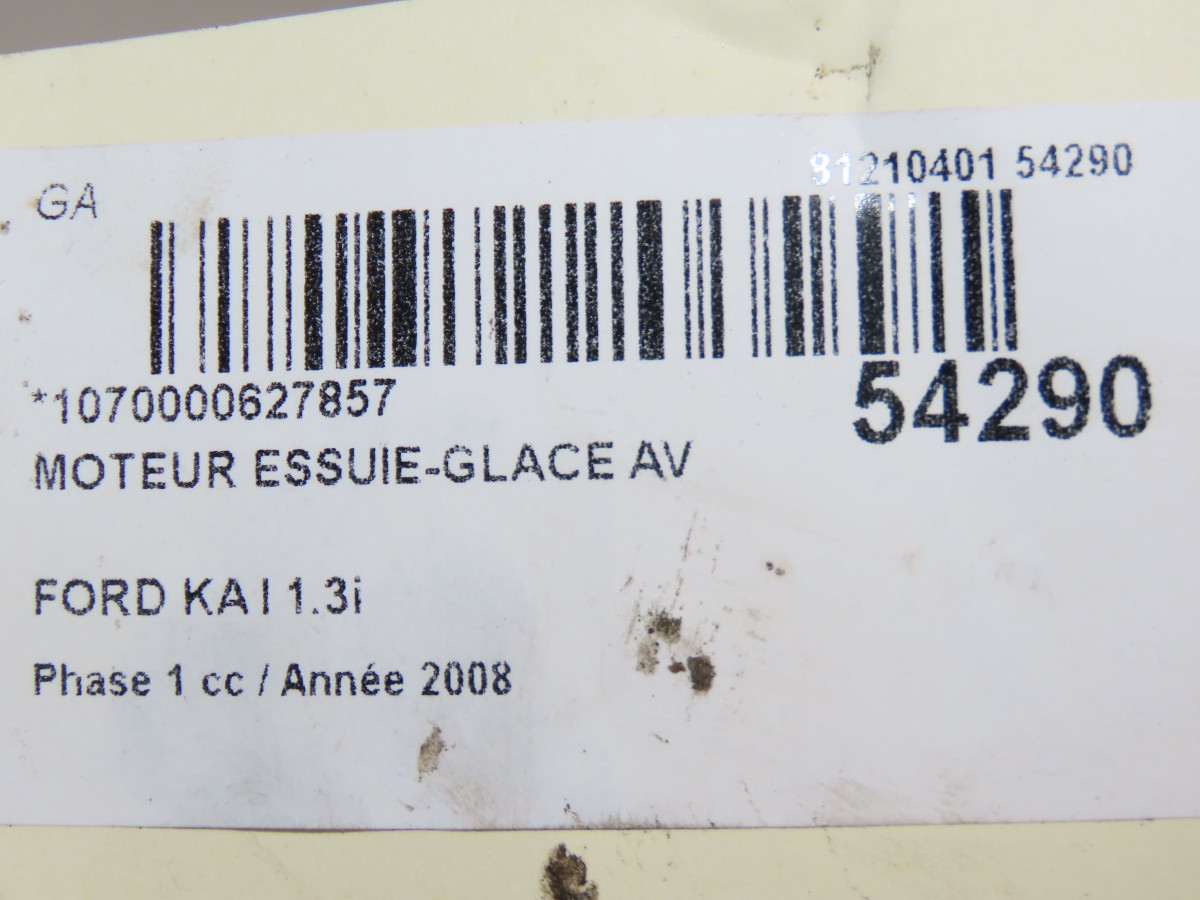 GA
81210401 54290
54290
*1070000627857
MOTEUR ESSUIE-GLACE AV
FORD KA I 1.3i
Phase 1 cc / Année 2008